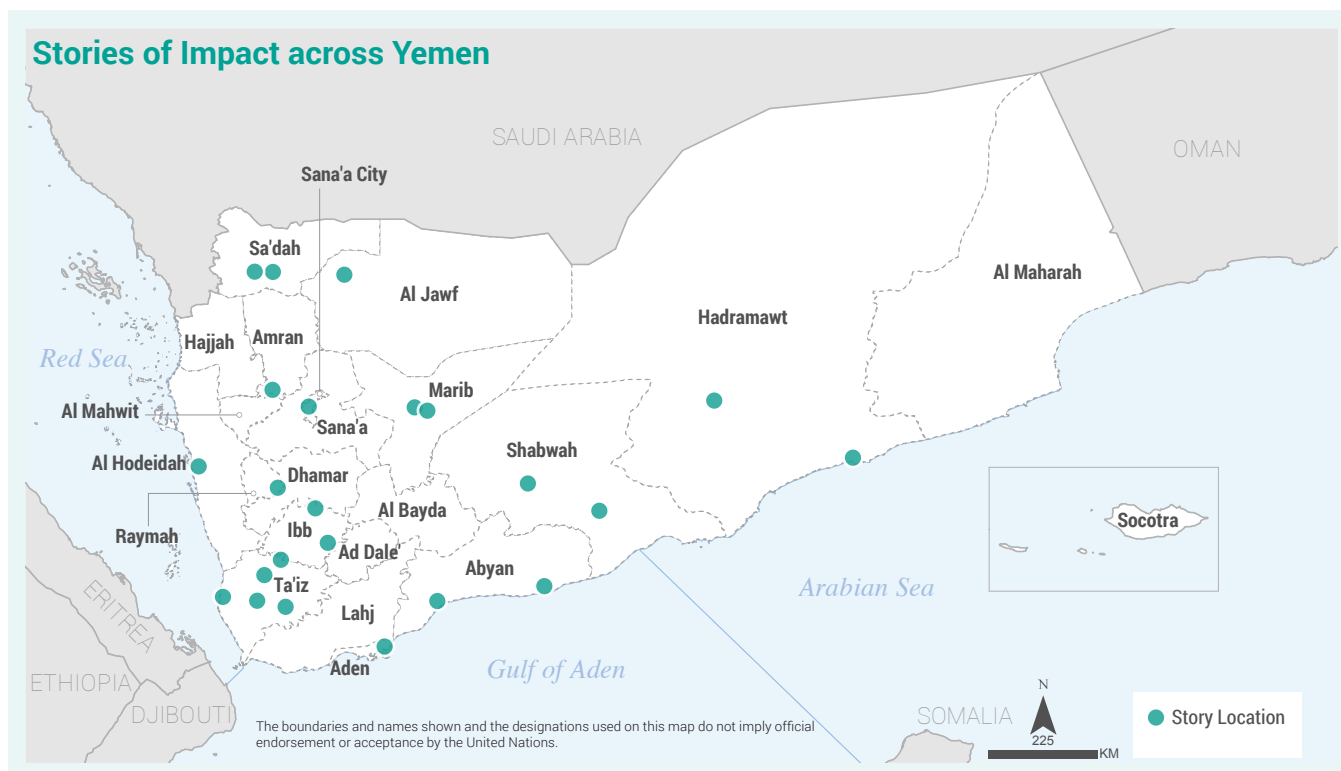 Stories of Impact across Yemen
SAUDI ARABIA
OMAN
Sana'a City
Sa'dah
Al Jawf
Al Maharah
Hadramawt
Hajjah
Amran
Red Sea
Marib
Al Mahwit
Sana'a
Shabwah
Al Hodeidah
Dhamar
Al Bayda
Ibb
Raymah
Ad Dale'
Socotra
Abyan
Ta'iz
Arabian Sea
ERITREA
Lahj
Aden
Gulf of Aden
ETHIOPIA
DJIBOUTI
The boundaries and names shown and the designations used on this map do not imply official
endorsement or acceptance by the United Nations.
SOMALIA
N
225
KM
Story Location